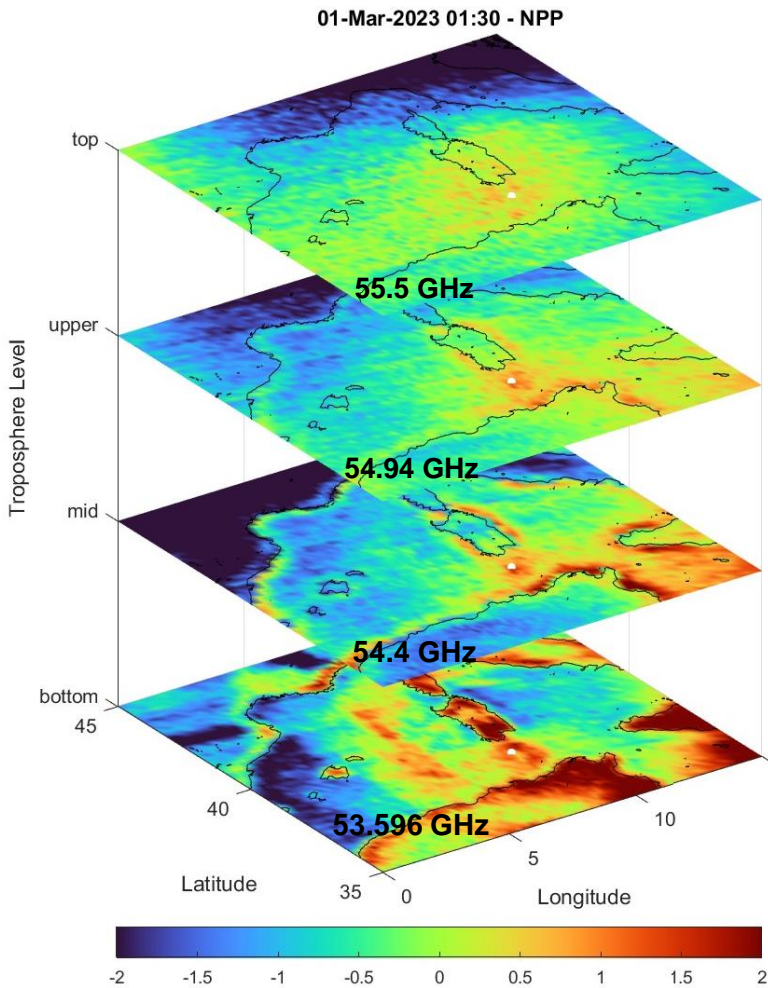 01-Mar-2023 01:30 - NPP
top
55.5 GHz
upper
54.94 GHz
Troposphere Level
mid
54.4 GHz
bottom
45
40
35
53.596 GHz
0
5
10
Latitude
Longitude
-2 -1.5 -1 -0.5 0 0.5 1 1.5 2